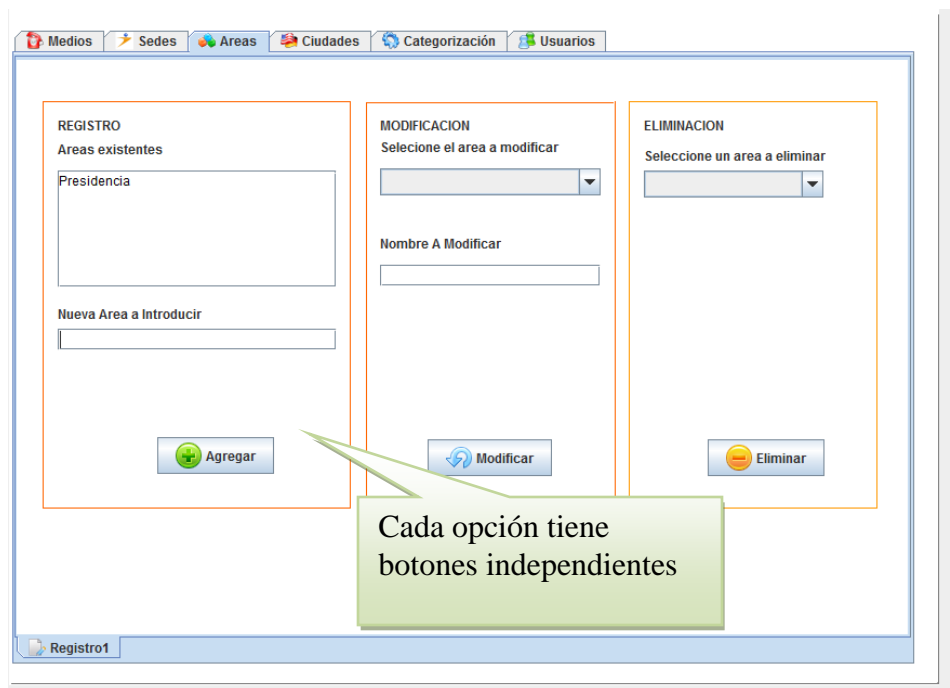 Medios Sedes Areas Ciudades Categorización Usuarios
REGISTRO
Areas existentes
Presidencia
Nueva Area a Introducir
Agregar
MODIFICACION
Selecione el area a modificar
Nombre A Modificar
Modificar
ELIMINACION
Seleccione un area a eliminar
Eliminar
Cada opción tiene
botones independientes
Registro1